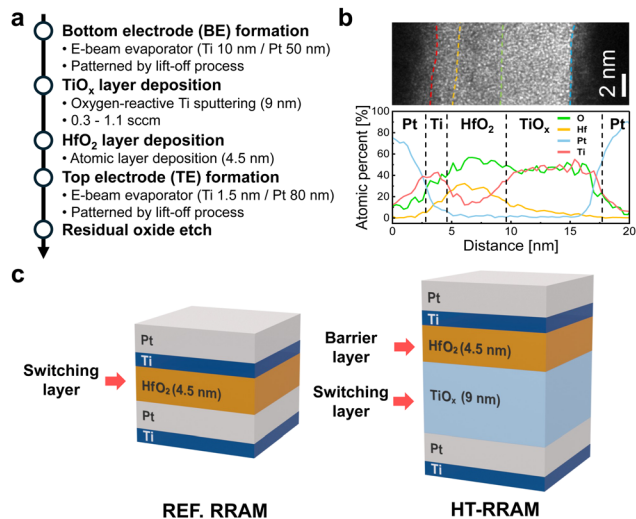 a
Bottom electrode (BE) formation
• E-beam evaporator (Ti 10 nm / Pt 50 nm)
• Patterned by lift-off process
TiOₓ layer deposition
• Oxygen-reactive Ti sputtering (9 nm)
• 0.3 - 1.1 sccm
HfO₂ layer deposition
• Atomic layer deposition (4.5 nm)
Top electrode (TE) formation
• E-beam evaporator (Ti 1.5 nm / Pt 80 nm)
• Patterned by lift-off process
Residual oxide etch
b
2 nm
Atomic percent [%]
100
80
60
40
20
0
Pt Ti HfO₂ TiOₓ Pt
O
Hf
Pt
Ti
0 5 10 15 20
Distance [nm]
c
Switching
layer
Pt
Ti
HfO₂ (4.5 nm)
Pt
Ti
REF. RRAM
Barrier
layer
Switching
layer
Pt
Ti
HfO₂ (4.5 nm)
TiOₓ (9 nm)
Pt
Ti
HT-RRAM